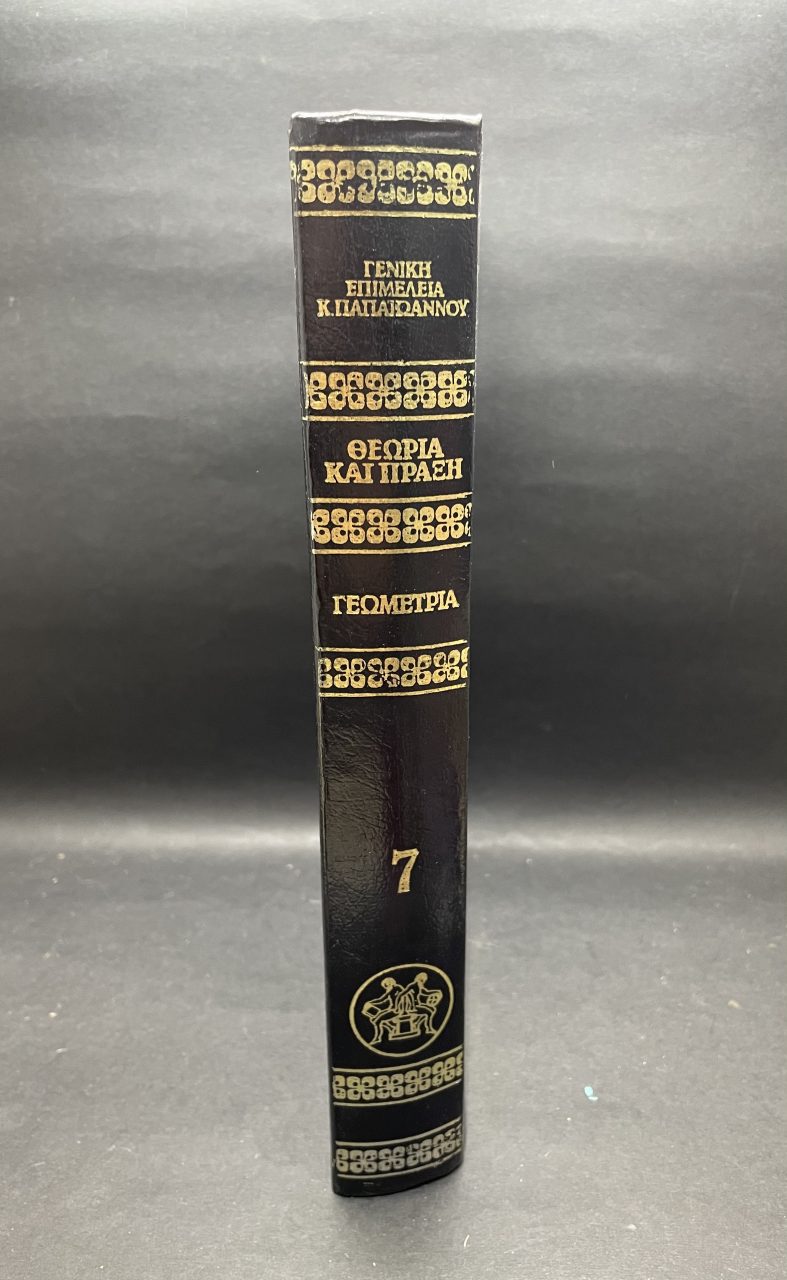 ΓΕΝΙΚΗ
ΕΠΙΜΕΛΕΙΑ
Κ. ΠΑΠΑΙΩΑΝΝΟΥ
ΘΕΩΡΙΑ
ΚΑΙ ΠΡΑΞΗ
ΓΕΩΜΕΤΡΙΑ
7